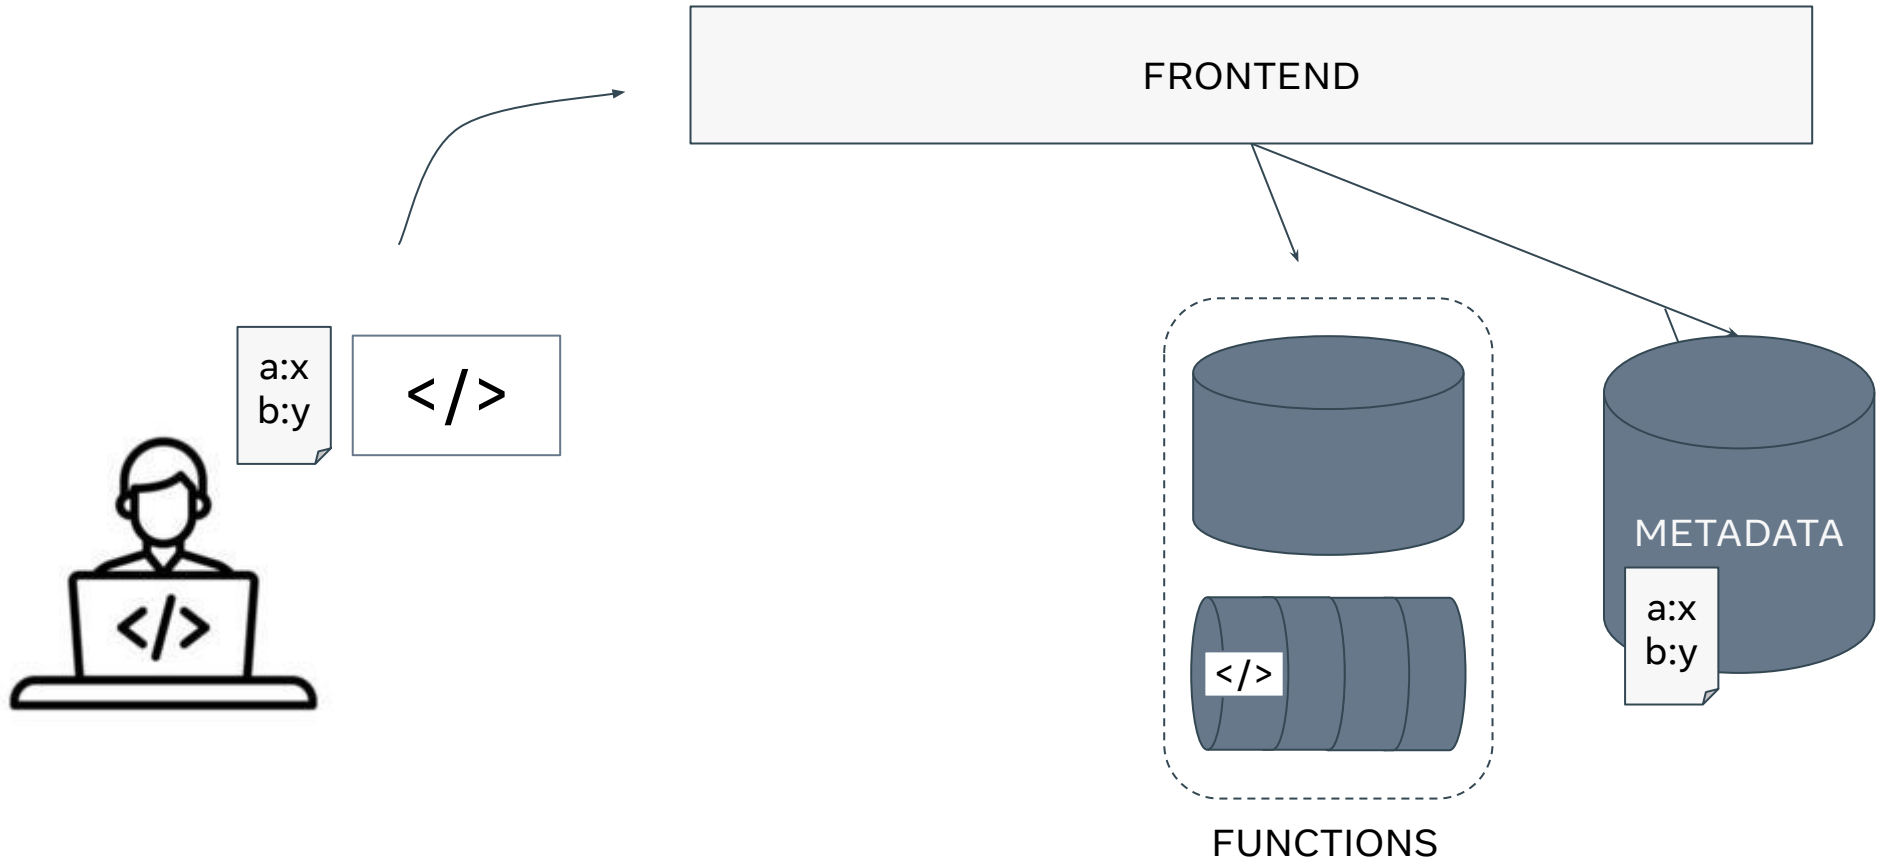 FRONTEND
a:x
b:y
</>
</>
METADATA
a:x
b:y
</>
FUNCTIONS